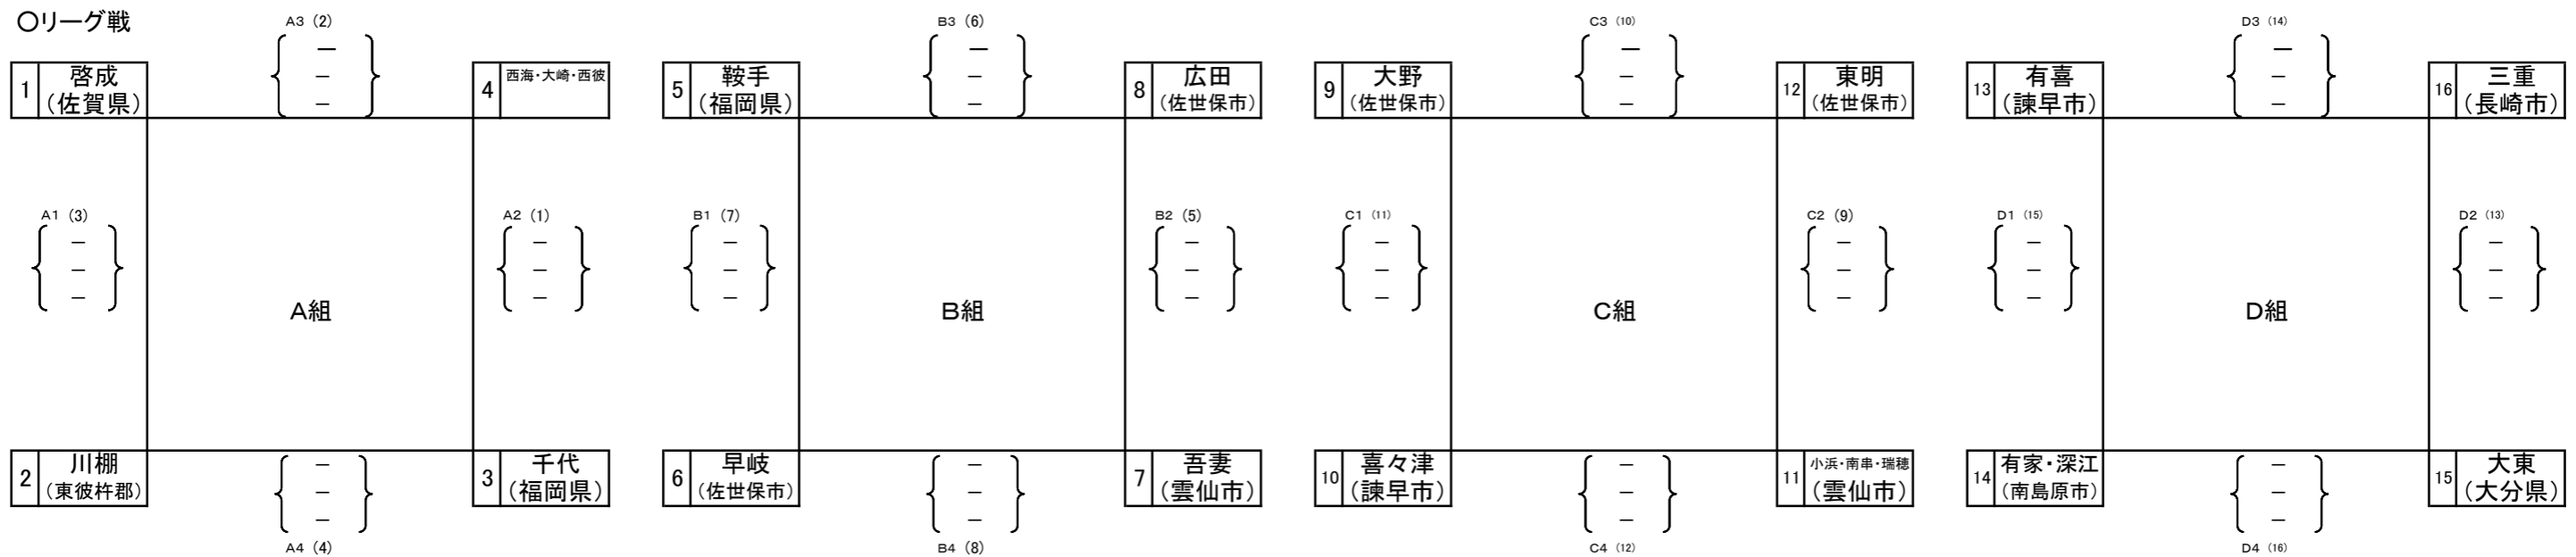 〇リーグ戦
A3 (2)
B3 (6)
C3 (10)
D3 (14)
{ ー }
{ ー }
{ ー }
{ ー }
1 啓成 (佐賀県)
4 西海・大崎・西彼
5 鞍手 (福岡県)
8 広田 (佐世保市)
9 大野 (佐世保市)
12 東明 (佐世保市)
13 有喜 (諫早市)
16 三重 (長崎市)
A1 (3)
A2 (1)
B1 (7)
B2 (5)
C1 (11)
C2 (9)
D1 (15)
D2 (13)
A組
B組
C組
D組
2 川棚 (東彼杵郡)
3 千代 (福岡県)
6 早岐 (佐世保市)
7 吾妻 (雲仙市)
10 喜々津 (諫早市)
11 小浜・南串・瑞穂 (雲仙市)
14 有家・深江 (南島原市)
15 大東 (大分県)
A4 (4)
B4 (8)
C4 (12)
D4 (16)